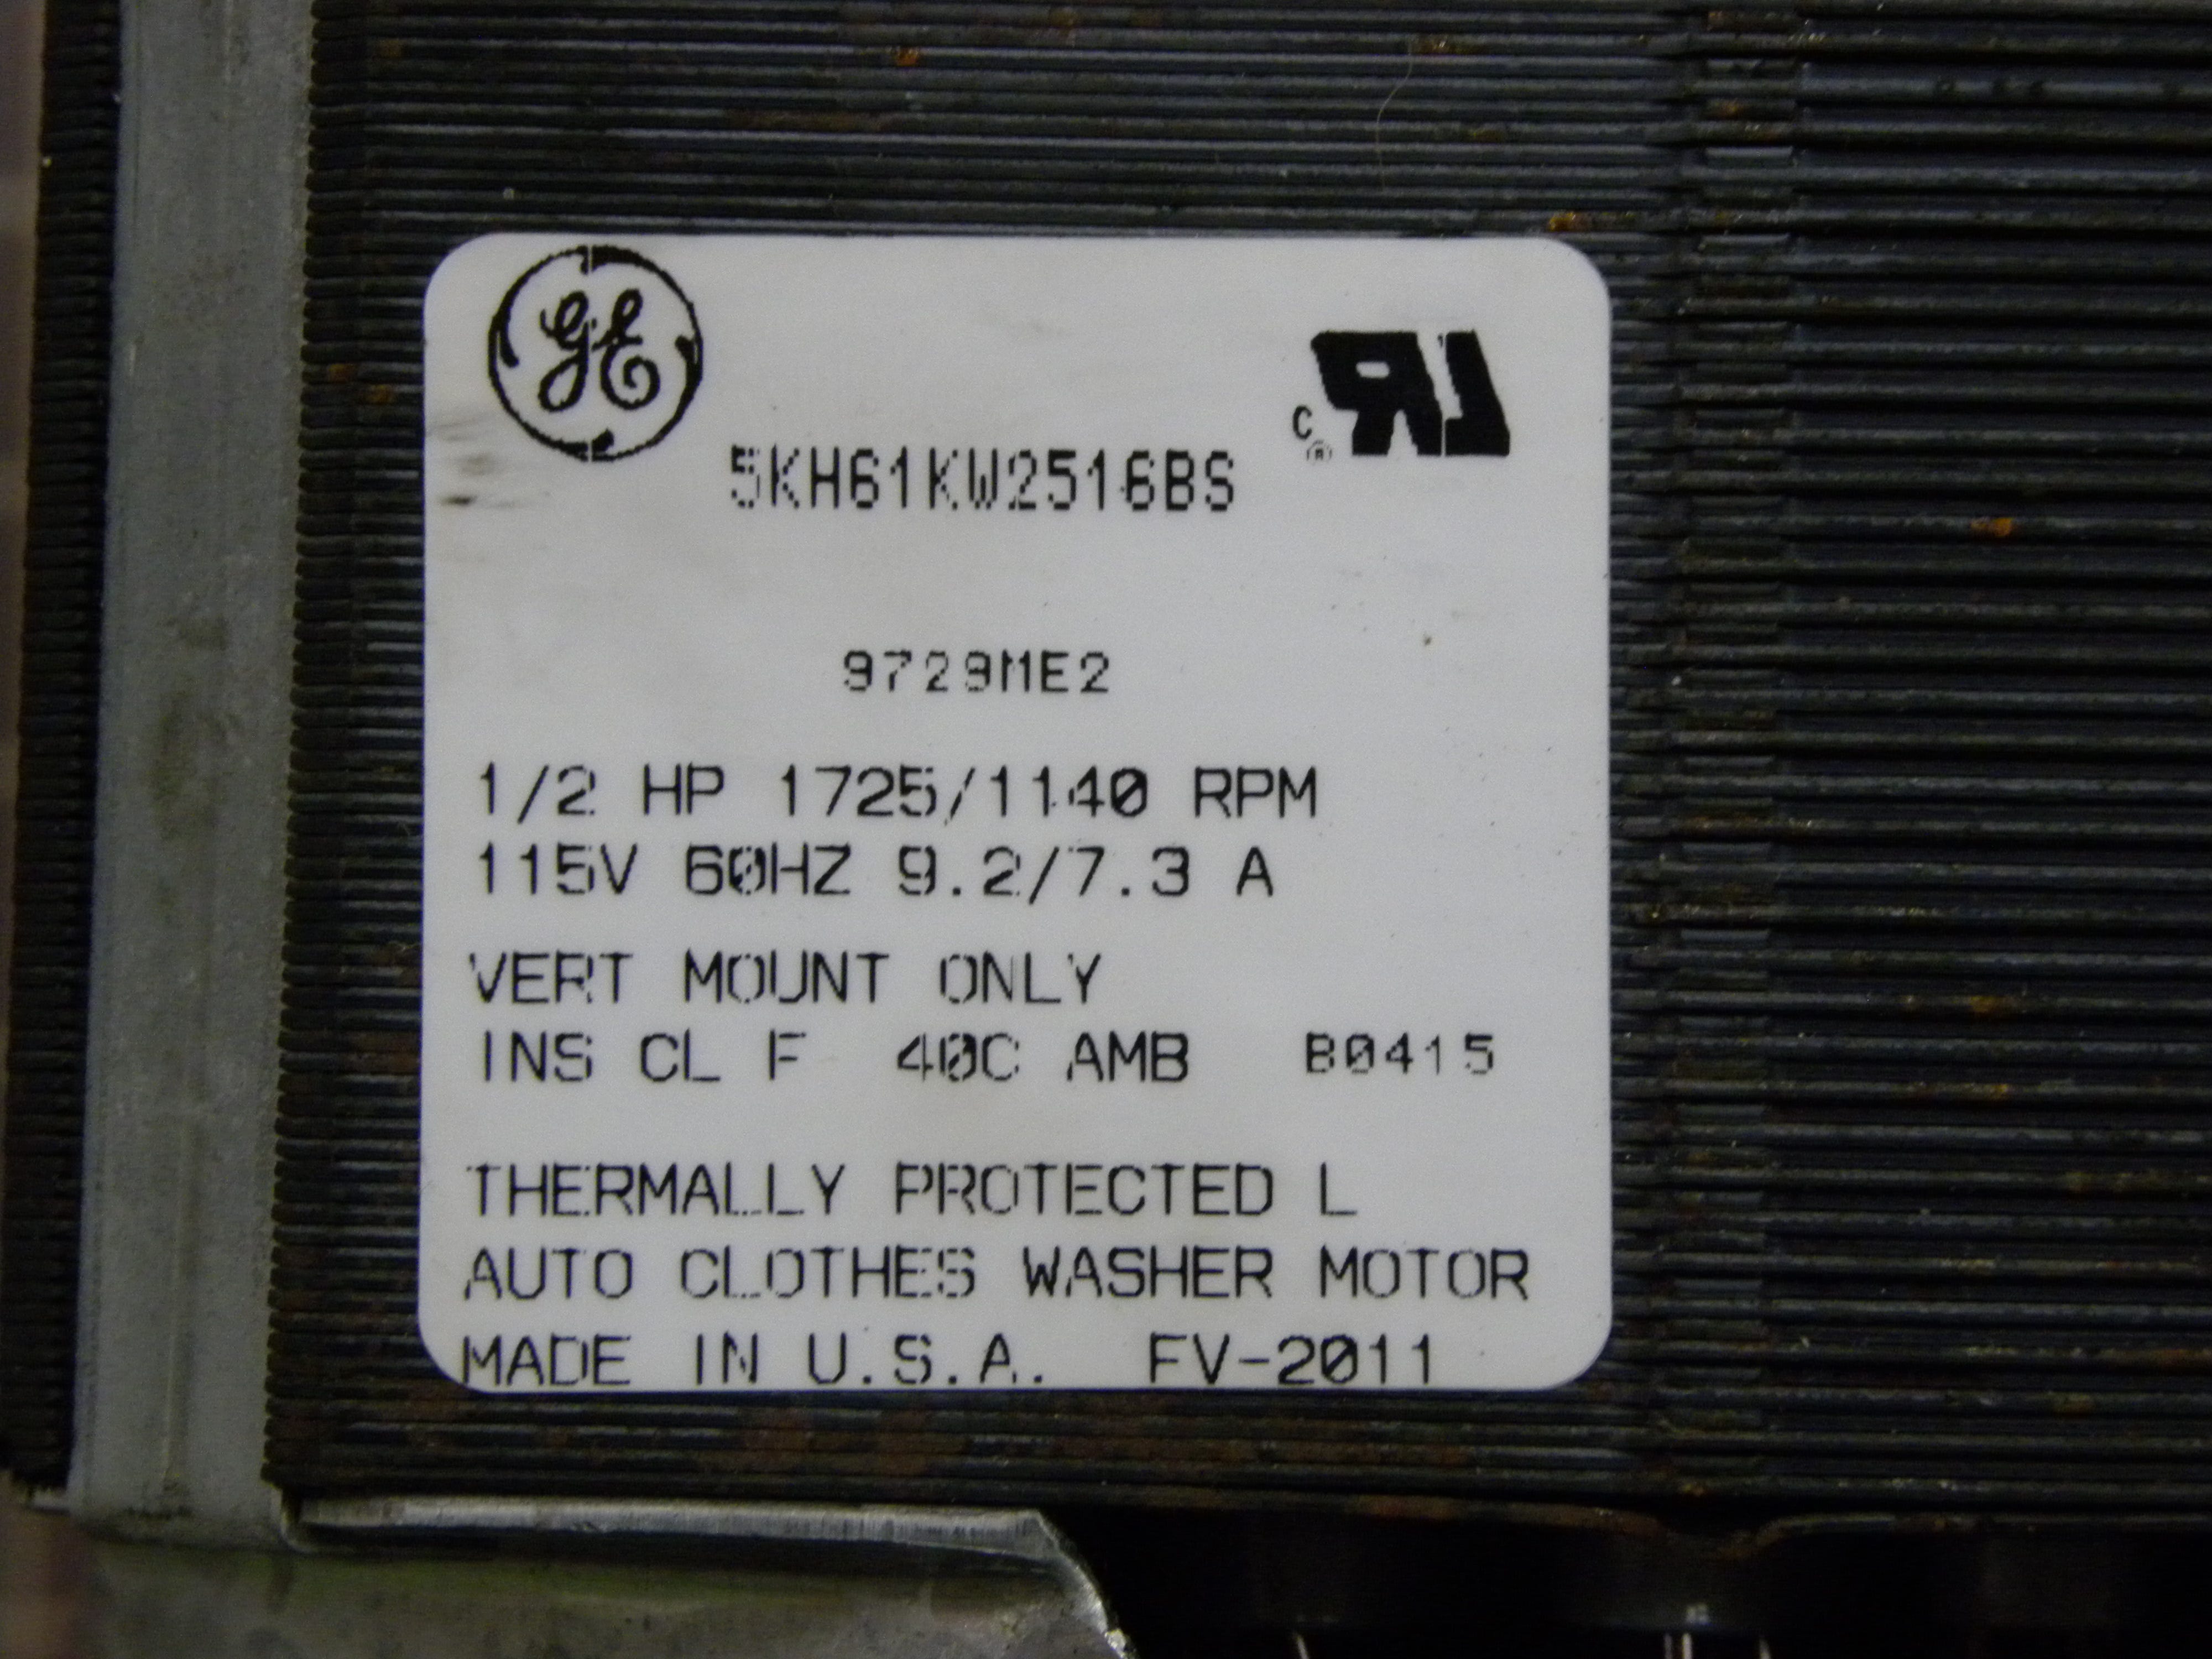 GE
C ® RU
5KH61KW2516BS
9729ME2
1/2 HP 1725/1140 RPM
115V 60HZ 9.2/7.3 A
VERT MOUNT ONLY
INS CL F 40C AMB B0415
THERMALLY PROTECTED L
AUTO CLOTHES WASHER MOTOR
MADE IN U.S.A. FV-2011